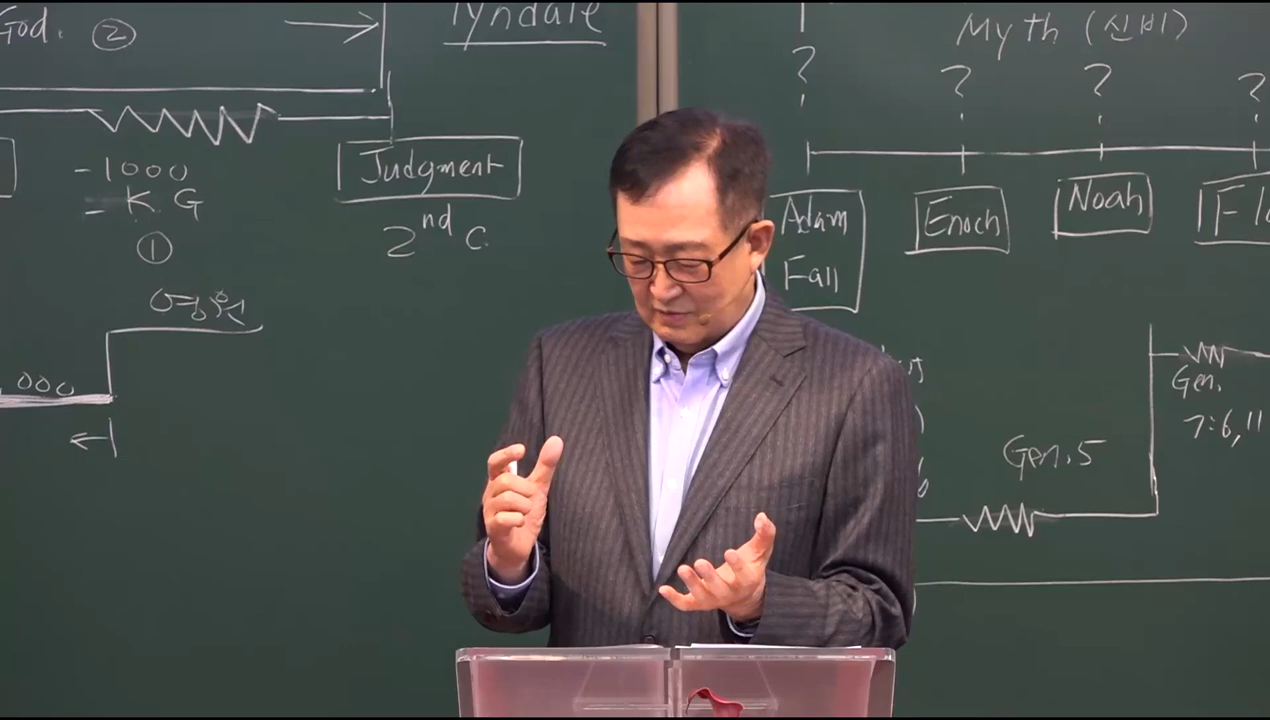 God. ②
Tyndale
Judgment
2nd C.
-1000
= K G
①
영원
000
Myth (신비)
? ? ? ?
Adam
Fall
Enoch
Noah
Gen. 5
Gen.
7:6, 11